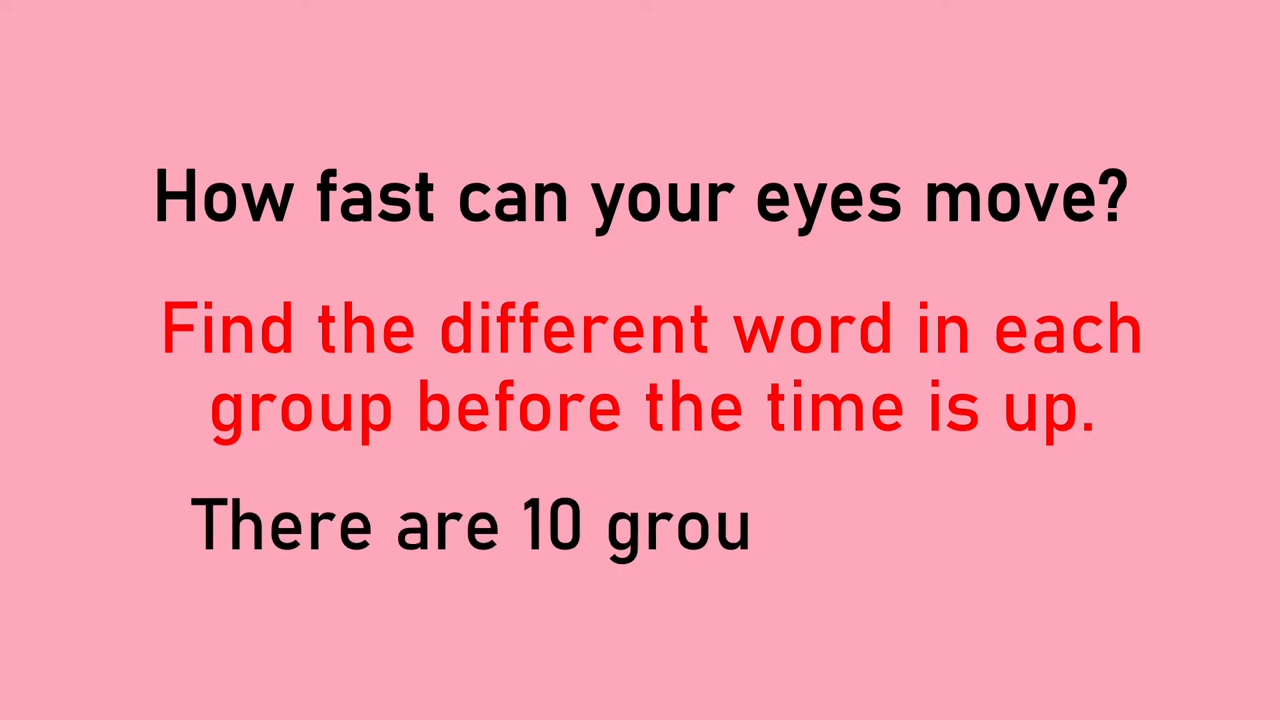 How fast can your eyes move?
Find the different word in each
group before the time is up.
There are 10 grou